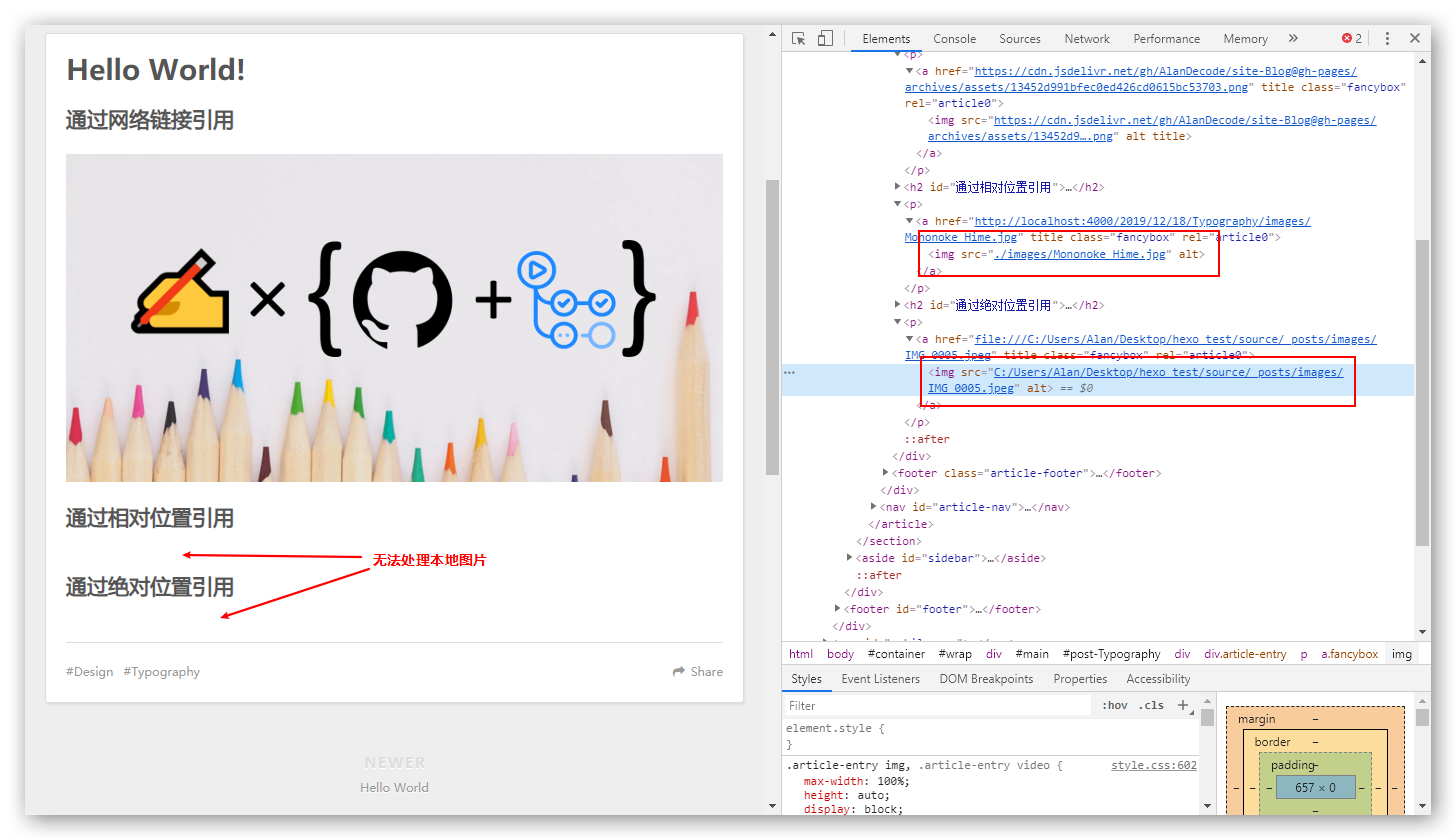 Hello World!
通过网络链接引用
通过相对位置引用
无法处理本地图片
通过绝对位置引用
#Design #Typography
Share
NEWER
Hello World
Elements Console Sources Network Performance Memory » 2
<p>
<a href="https://cdn.jsdelivr.net/gh/AlanDecode/site-Blog@gh-pages/
archives/assets/13452d991bfec0ed426cd0615bc53703.png" title class="fancybox"
rel="article0">
<img src="https://cdn.jsdelivr.net/gh/AlanDecode/site-Blog@gh-pages/
archives/assets/13452d9….png" alt title>
</a>
</p>
<h2 id="通过相对位置引用">…</h2>
<p>
<a href="http://localhost:4000/2019/12/18/Typography/images/
Mononoke_Hime.jpg" title class="fancybox" rel="article0">
<img src="./images/Mononoke_Hime.jpg" alt>
</a>
</p>
<h2 id="通过绝对位置引用">…</h2>
<p>
<a href="file:///C:/Users/Alan/Desktop/hexo_test/source/_posts/images/
IMG_0005.jpeg" title class="fancybox" rel="article0">
<img src="C:/Users/Alan/Desktop/hexo_test/source/_posts/images/
IMG_0005.jpeg" alt> == $0
</a>
</p>
::after
</div>
<footer class="article-footer">…</footer>
</div>
<nav id="article-nav">…</nav>
</article>
</section>
<aside id="sidebar">…</aside>
::after
</div>
<footer id="footer">…</footer>
</div>
html body #container #wrap div #main #post-Typography div div.article-entry p a.fancybox img
Styles Event Listeners DOM Breakpoints Properties Accessibility
Filter :hov .cls +
element.style {
}
.article-entry img, .article-entry video { style.css:602
max-width: 100%;
height: auto;
display: block;
margin –
border –
padding–
– – – 657 × 0 – – –
–